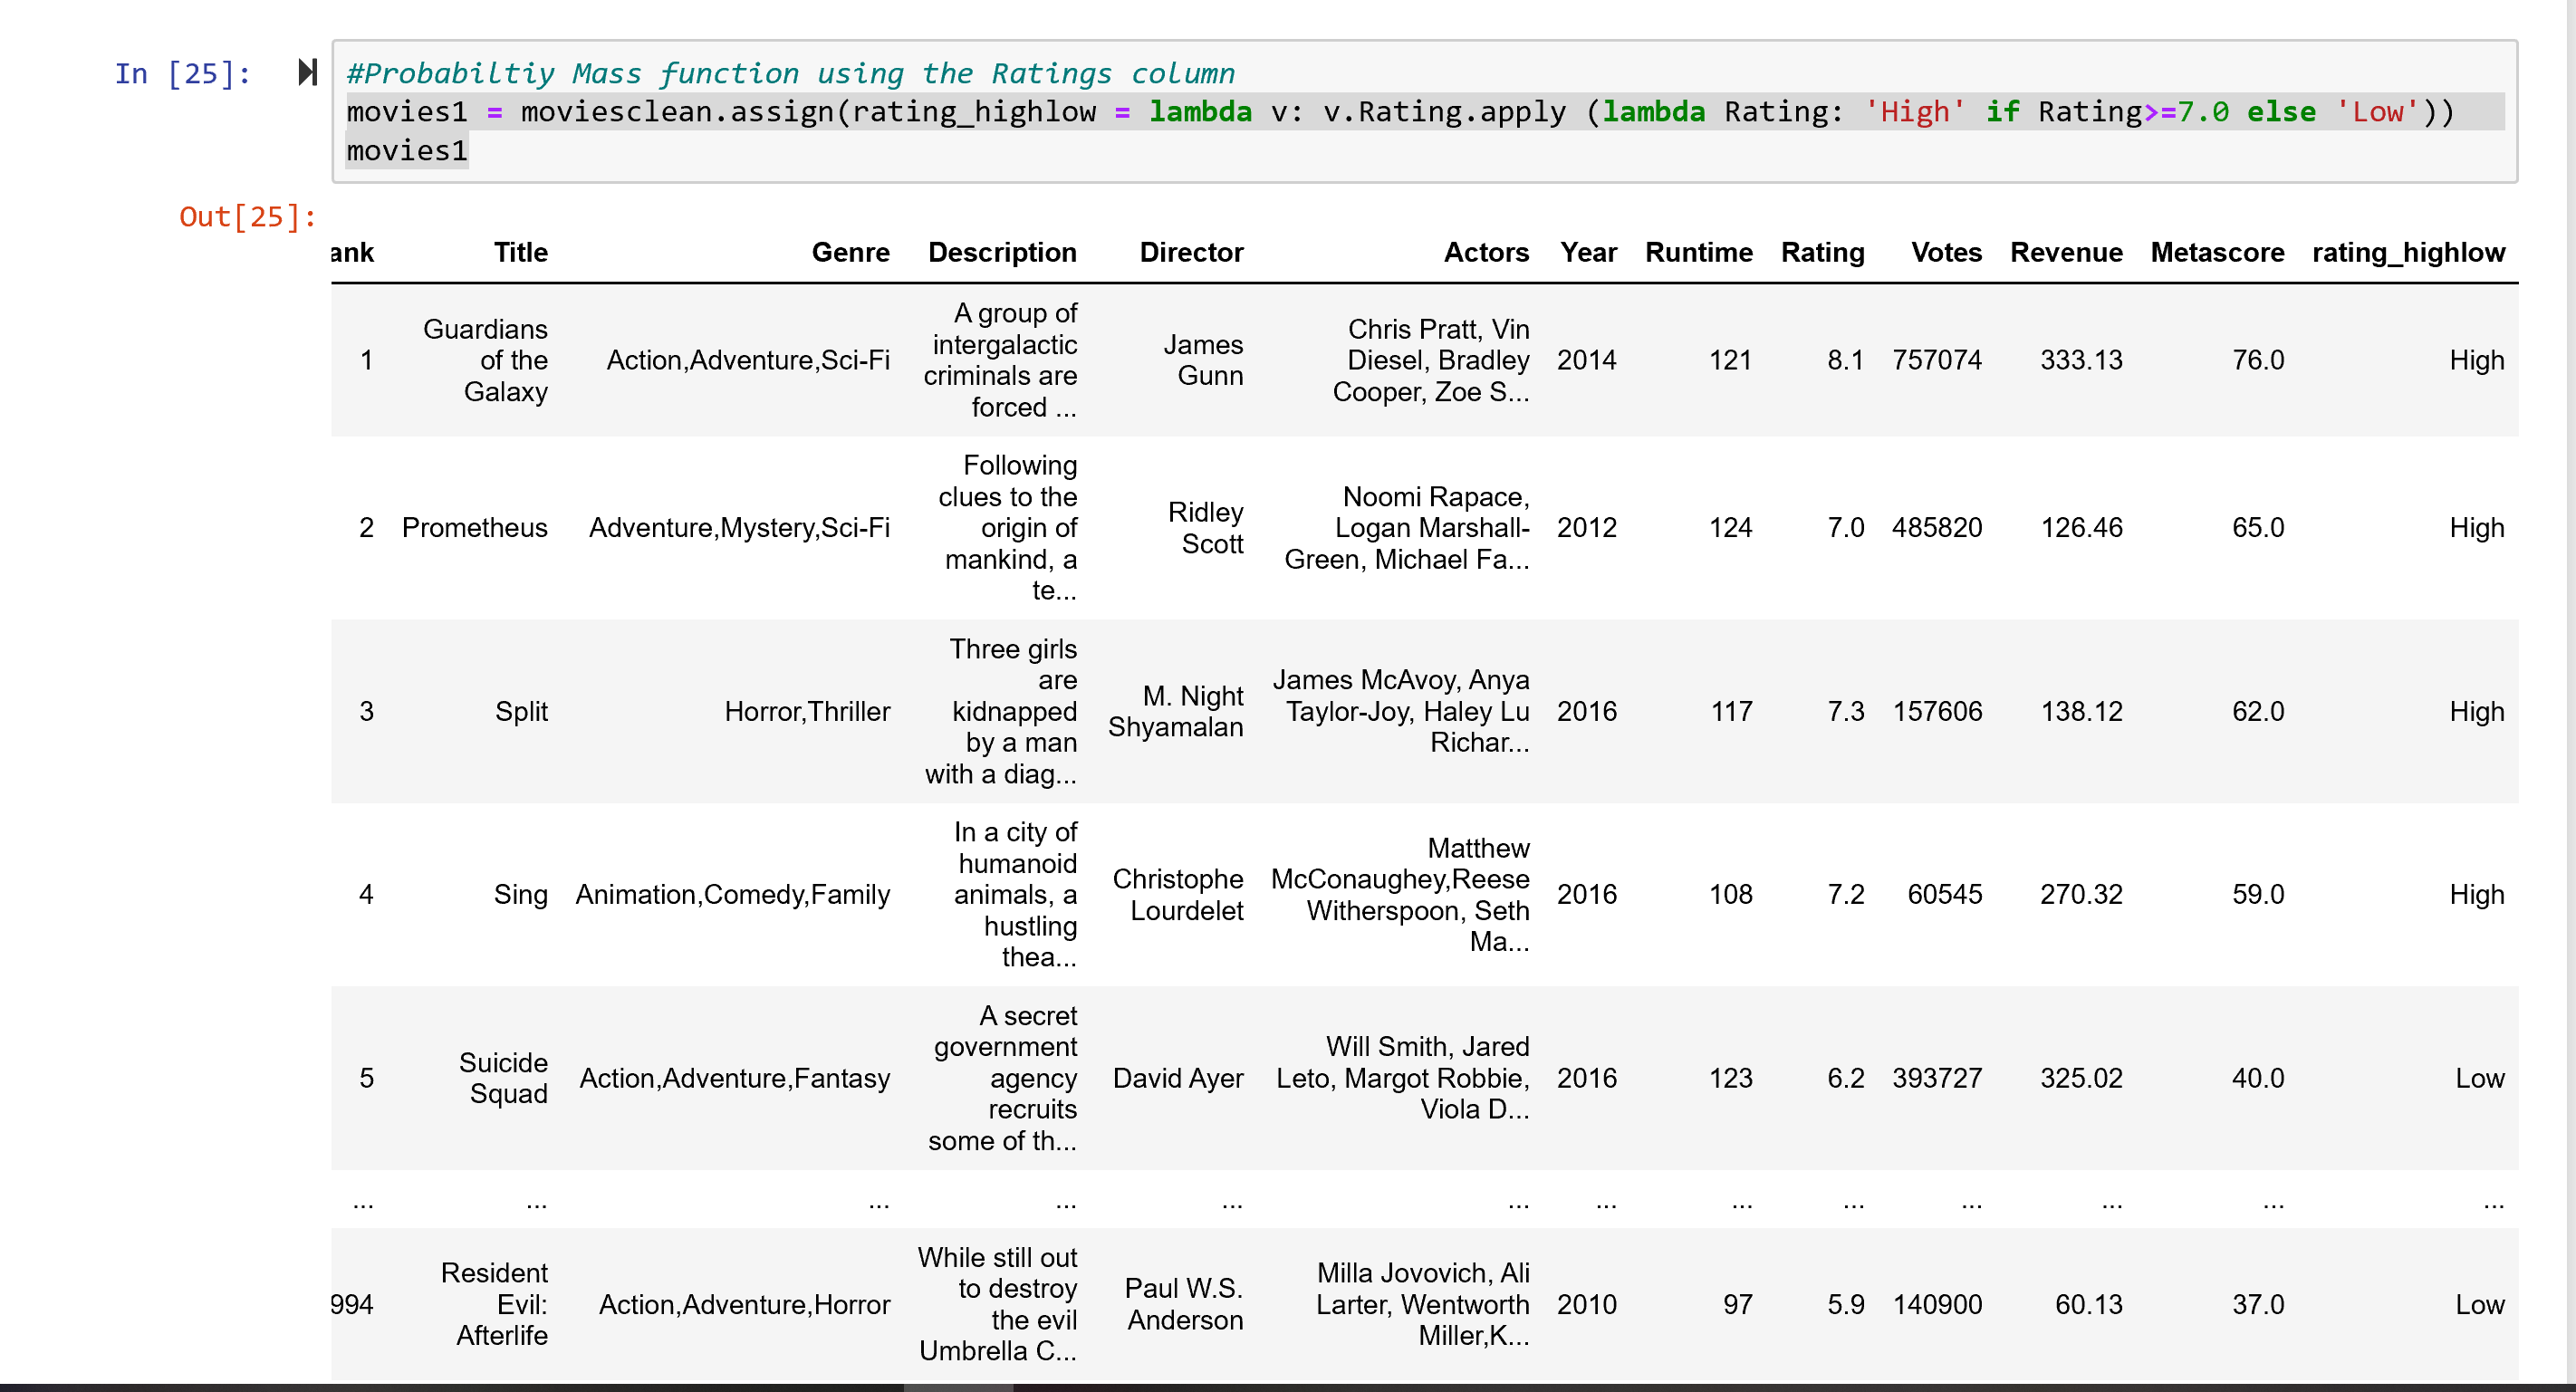 In [25]:
#Probabiltiy Mass function using the Ratings column
movies1 = moviesclean.assign(rating_highlow = lambda v: v.Rating.apply (lambda Rating: 'High' if Rating>=7.0 else 'Low'))
movies1
Out[25]:
ank Title Genre Description Director Actors Year Runtime Rating Votes Revenue Metascore rating_highlow
1 Guardians of the Galaxy Action,Adventure,Sci-Fi A group of intergalactic criminals are forced ... James Gunn Chris Pratt, Vin Diesel, Bradley Cooper, Zoe S... 2014 121 8.1 757074 333.13 76.0 High
2 Prometheus Adventure,Mystery,Sci-Fi Following clues to the origin of mankind, a te... Ridley Scott Noomi Rapace, Logan Marshall-Green, Michael Fa... 2012 124 7.0 485820 126.46 65.0 High
3 Split Horror,Thriller Three girls are kidnapped by a man with a diag... M. Night Shyamalan James McAvoy, Anya Taylor-Joy, Haley Lu Richar... 2016 117 7.3 157606 138.12 62.0 High
4 Sing Animation,Comedy,Family In a city of humanoid animals, a hustling thea... Christophe Lourdelet Matthew McConaughey,Reese Witherspoon, Seth Ma... 2016 108 7.2 60545 270.32 59.0 High
5 Suicide Squad Action,Adventure,Fantasy A secret government agency recruits some of th... David Ayer Will Smith, Jared Leto, Margot Robbie, Viola D... 2016 123 6.2 393727 325.02 40.0 Low
... ... ... ... ... ... ... ... ... ... ... ... ...
994 Resident Evil: Afterlife Action,Adventure,Horror While still out to destroy the evil Umbrella C... Paul W.S. Anderson Milla Jovovich, Ali Larter, Wentworth Miller,K... 2010 97 5.9 140900 60.13 37.0 Low